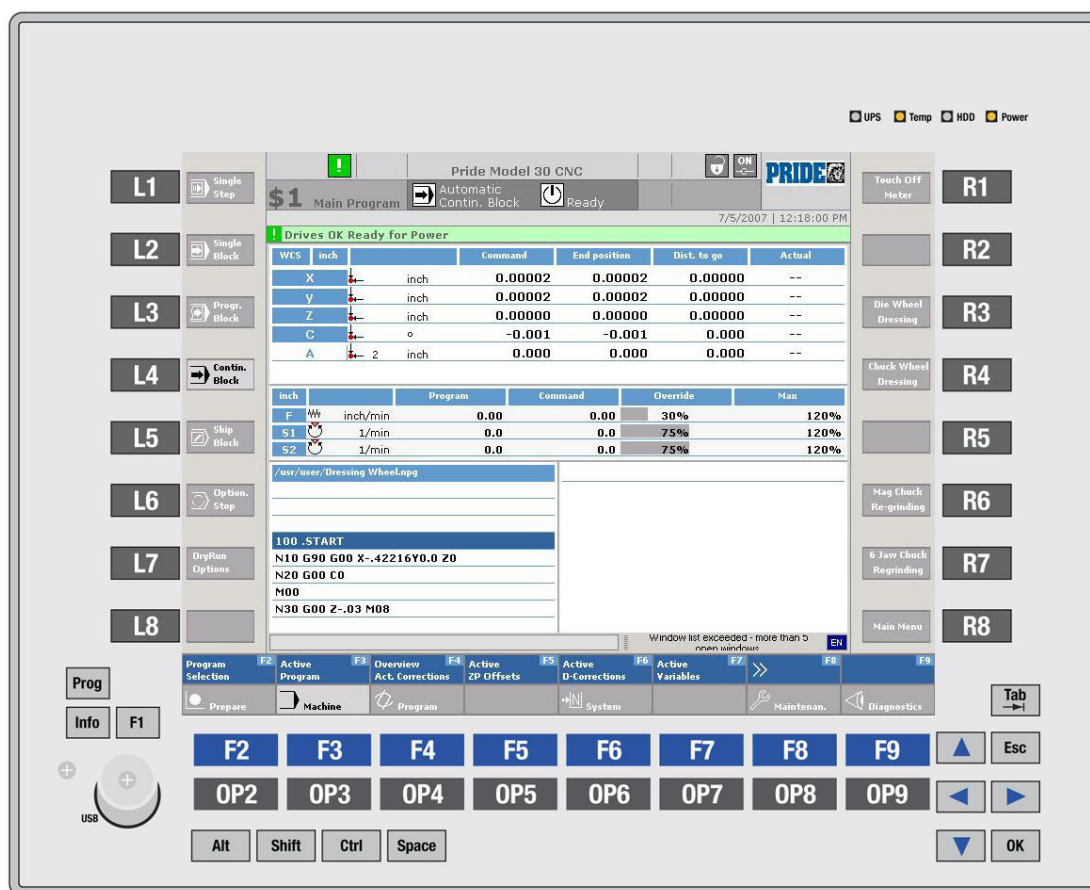 UPS Temp HDD Power
Pride Model 30 CNC
ON
PRIDE
$1 Main Program
Automatic
Contin. Block
Ready
7/5/2007 | 12:18:00 PM
! Drives OK Ready for Power
WCS inch Command End position Dist. to go Actual
X inch 0.00002 0.00002 0.00000 --
y inch 0.00002 0.00002 0.00000 --
Z inch 0.00000 0.00000 0.00000 --
C ° -0.001 -0.001 0.000 --
A 2 inch 0.000 0.000 0.000 --
inch Program Command Override Max
F inch/min 0.00 0.00 30% 120%
S1 1/min 0.0 0.0 75% 120%
S2 1/min 0.0 0.0 75% 120%
/usr/user/Dressing Wheel.npg
100 .START
N10 G90 G00 X-.42216Y0.0 Z0
N20 G00 C0
M00
N30 G00 Z-.03 M08
Window list exceeded - more than 5
open windows
EN
L1
Single
Step
L2
Single
Block
L3
Progr.
Block
L4
Contin.
Block
L5
Skip
Block
L6
Option.
Stop
L7
DryRun
Options
L8
Touch Off
Meter
R1
R2
Die Wheel
Dressing
R3
Chuck Wheel
Dressing
R4
R5
Mag Chuck
Re-grinding
R6
6 Jaw Chuck
Regrinding
R7
Main Menu
R8
Program
Selection
F2
Active
Program
F3
Overview
Act. Corrections
F4
Active
ZP Offsets
F5
Active
D-Corrections
F6
Active
Variables
F7
>>
F8
F9
Prepare Machine Program N System Maintenan. Diagnostics
Prog
Info F1
USB
Tab
F2 F3 F4 F5 F6 F7 F8 F9 Esc
OP2 OP3 OP4 OP5 OP6 OP7 OP8 OP9
Alt Shift Ctrl Space OK